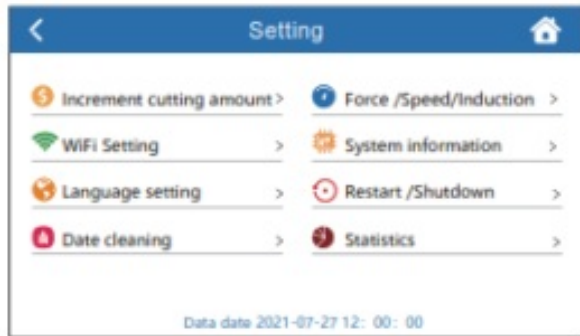 Setting
Increment cutting amount >
Force /Speed/Induction >
WiFi Setting >
System information >
Language setting >
Restart /Shutdown >
Date cleaning >
Statistics >
Data date 2021-07-27 12: 00: 00